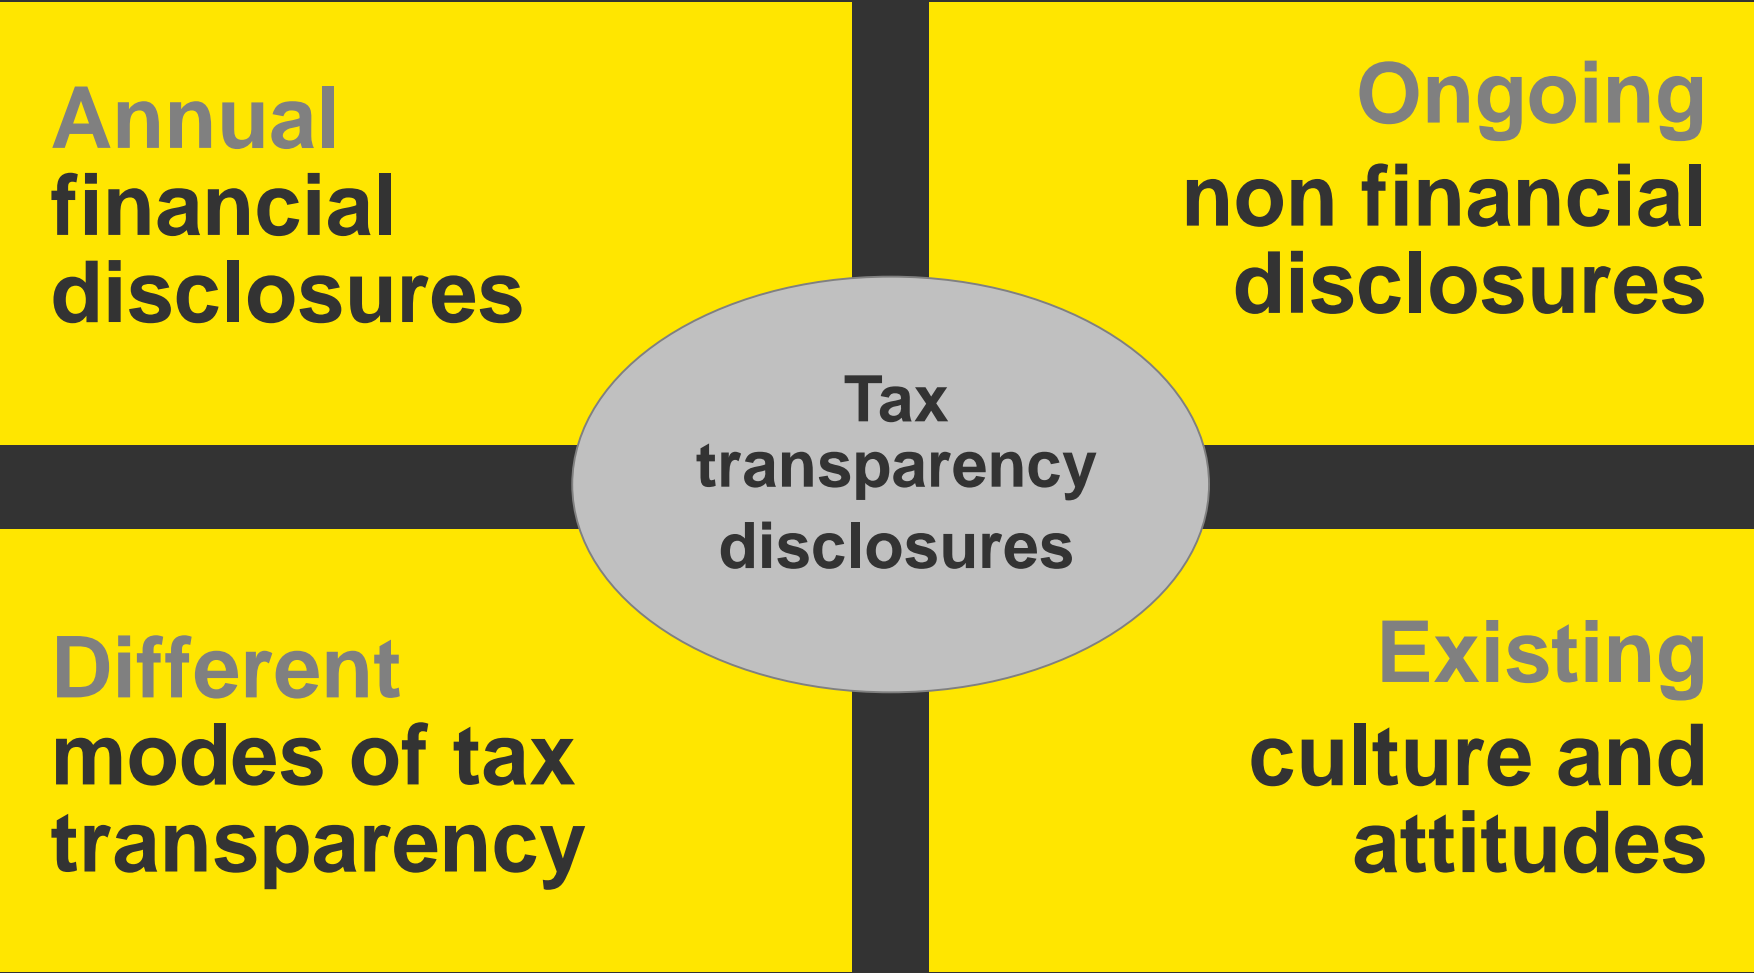 Annual
financial
disclosures
Ongoing
non financial
disclosures
Tax
transparency
disclosures
Different
modes of tax
transparency
Existing
culture and
attitudes